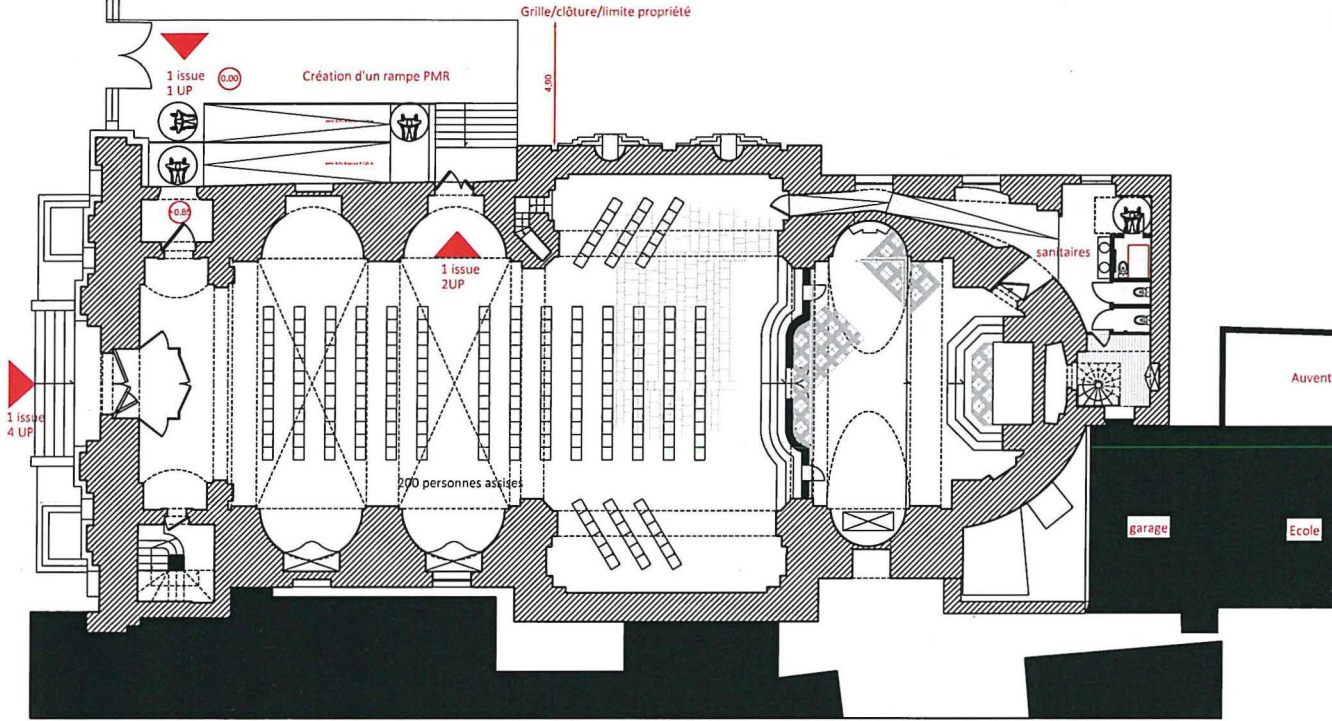 Grille/clôture/limite propriété
1 issue
1 UP
0.00
Création d'un rampe PMR
4,90
+0.85
1 issue
2UP
sanitaires
1 issue
4 UP
Auvent
200 personnes assises
garage
Ecole